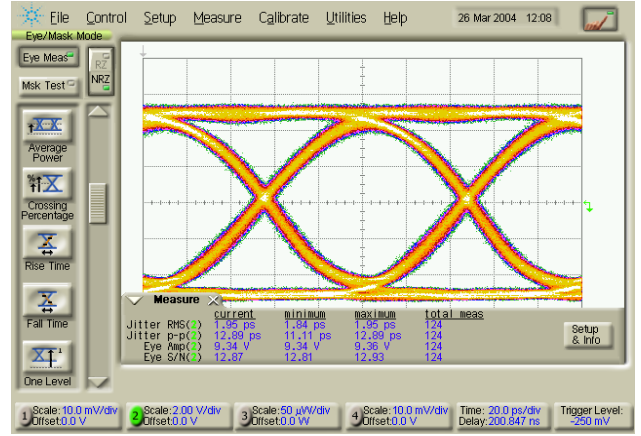 File Control Setup Measure Calibrate Utilities Help 26 Mar 2004 12:08
Eye/Mask Mode
Eye Meas
RZ
NRZ
Msk Test
Average
Power
Crossing
Percentage
Rise Time
Fall Time
One Level
Measure
current minimum maximum total meas
Jitter RMS(2) 1.95 ps 1.84 ps 1.95 ps 124
Jitter p-p(2) 12.89 ps 11.11 ps 12.89 ps 124
Eye Amp(2) 9.34 V 9.34 V 9.36 V 124
Eye S/N(2) 12.87 12.81 12.93 124
Setup
& Info
1 Scale: 10.0 mV/div
Offset:0.0 V
2 Scale:2.00 V/div
Offset:0.0 V
3 Scale:50 µW/div
Offset:0.0 W
4 Scale:10.0 mV/div
Offset:0.0 V
Time: 20.0 ps/div
Delay:200.847 ns
Trigger Level:
-250 mV